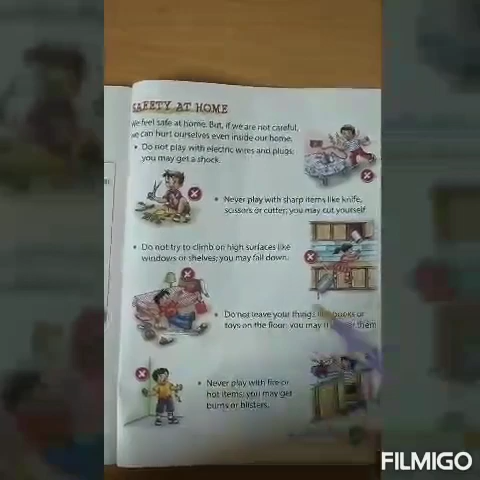 SAFETY AT HOME
We feel safe at home. But, if we are not careful,
we can hurt ourselves even inside our home.
• Do not play with electric wires and plugs;
you may get a shock.
• Never play with sharp items like knife,
scissors or cutter; you may cut yourself
• Do not try to climb on high surfaces like
windows or shelves; you may fall down.
• Do not leave your things like books or
toys on the floor; you may over them
• Never play with fire or
hot items; you may get
burns or blisters.
FILMIGO